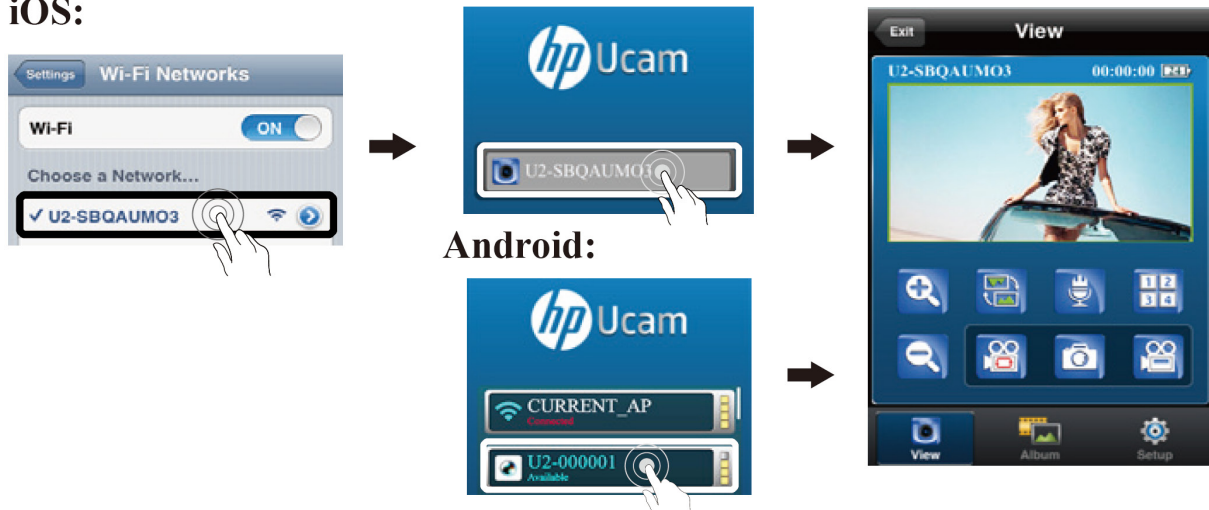 iOS:
Settings
Wi-Fi Networks
Wi-Fi
ON
Choose a Network...
✓ U2-SBQAUMO3
hp Ucam
U2-SBQAUMO3
Android:
hp Ucam
CURRENT_AP
Connected
U2-000001
Available
Exit
View
U2-SBQAUMO3
00:00:00
1 2
3 4
View
Album
Setup